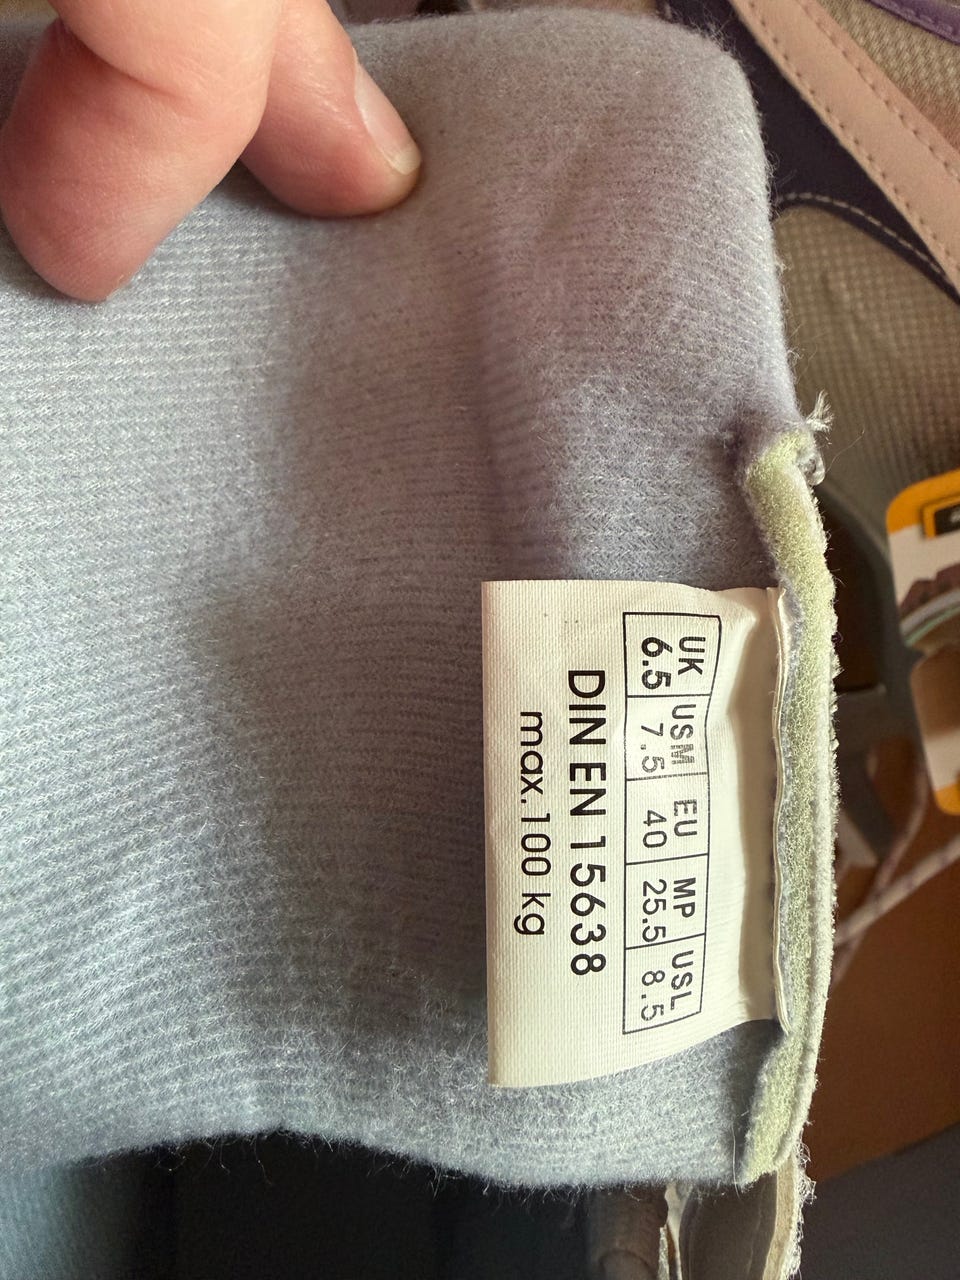 UK USM EU MP USL
6.5 7.5 40 25.5 8.5
DIN EN 15638
max. 100 kg